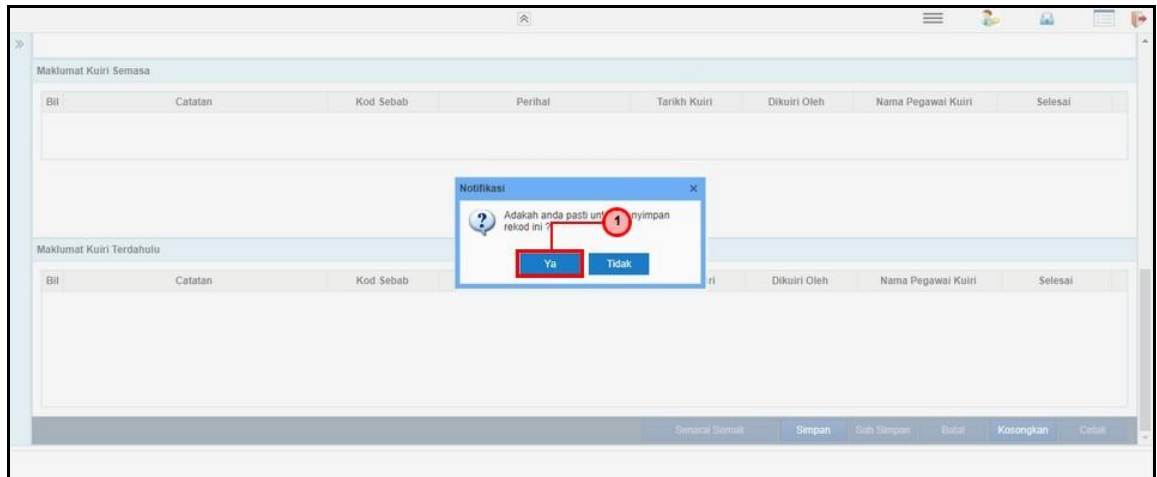 Maklumat Kuiri Semasa
Bil Catatan Kod Sebab Perihal Tarikh Kuiri Dikuiri Oleh Nama Pegawai Kuiri Selesai
Notifikasi
Adakah anda pasti unt nyimpan
rekod ini ?
1
Ya Tidak
Maklumat Kuiri Terdahulu
Bil Catatan Kod Sebab ri Dikuiri Oleh Nama Pegawai Kuiri Selesai
Senarai Semak Simpan Sah Simpan Batal Kosongkan Cetak